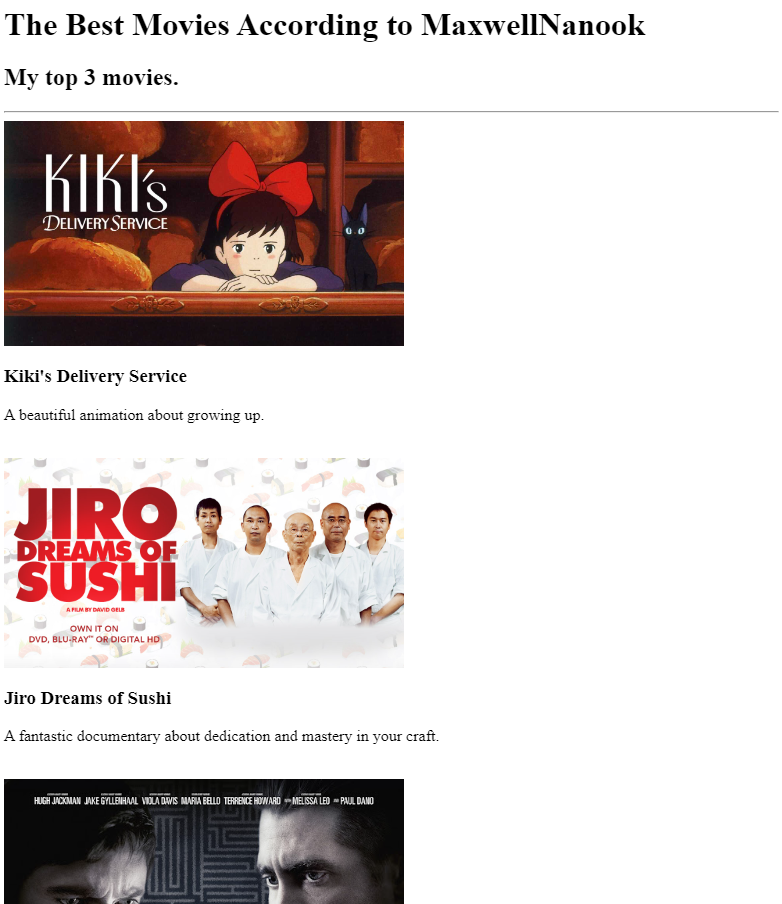 The Best Movies According to MaxwellNanook
My top 3 movies.
KIKI's
DELIVERY SERVICE
Kiki's Delivery Service
A beautiful animation about growing up.
JIRO
DREAMS OF
SUSHI
A FILM BY DAVID GELB
OWN IT ON
DVD, BLU-RAY™ OR DIGITAL HD
Jiro Dreams of Sushi
A fantastic documentary about dedication and mastery in your craft.
HUGH JACKMAN JAKE GYLLENHAAL VIOLA DAVIS MARIA BELLO TERRENCE HOWARD MELISSA LEO PAUL DANO